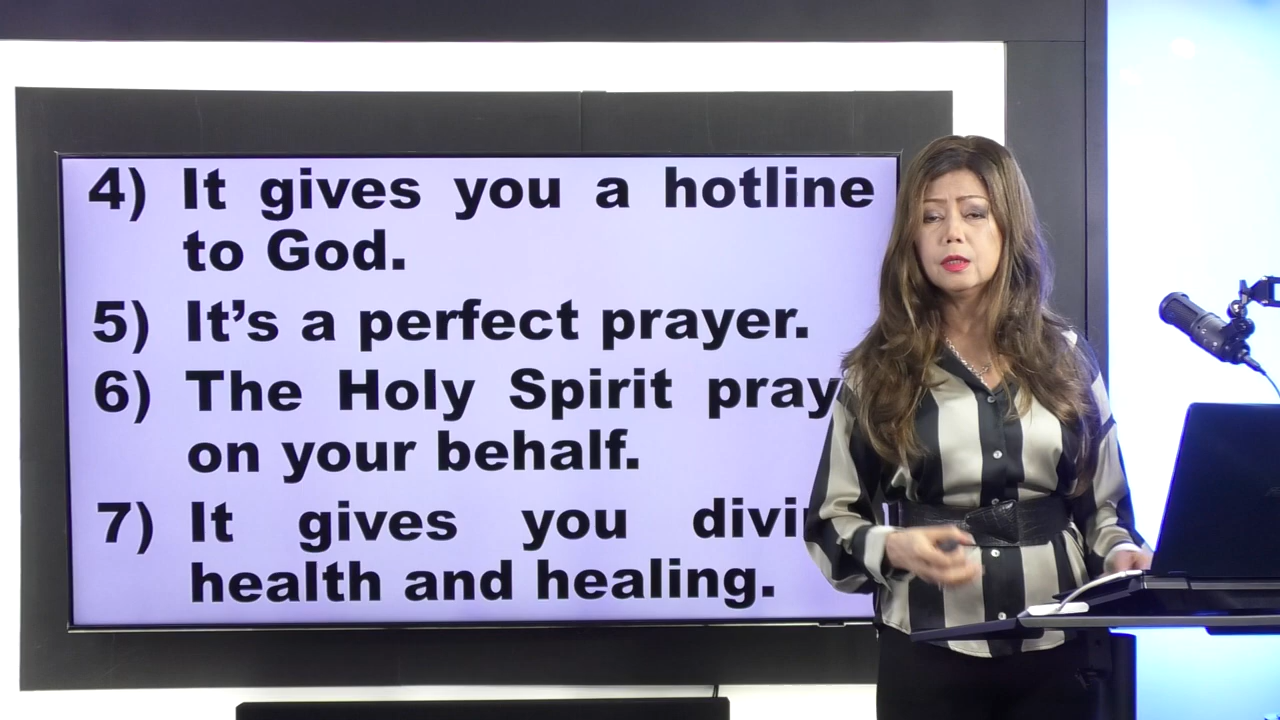 4) It gives you a hotline
to God.
5) It's a perfect prayer.
6) The Holy Spirit
on your behalf.
7) It gives you
health and healing.